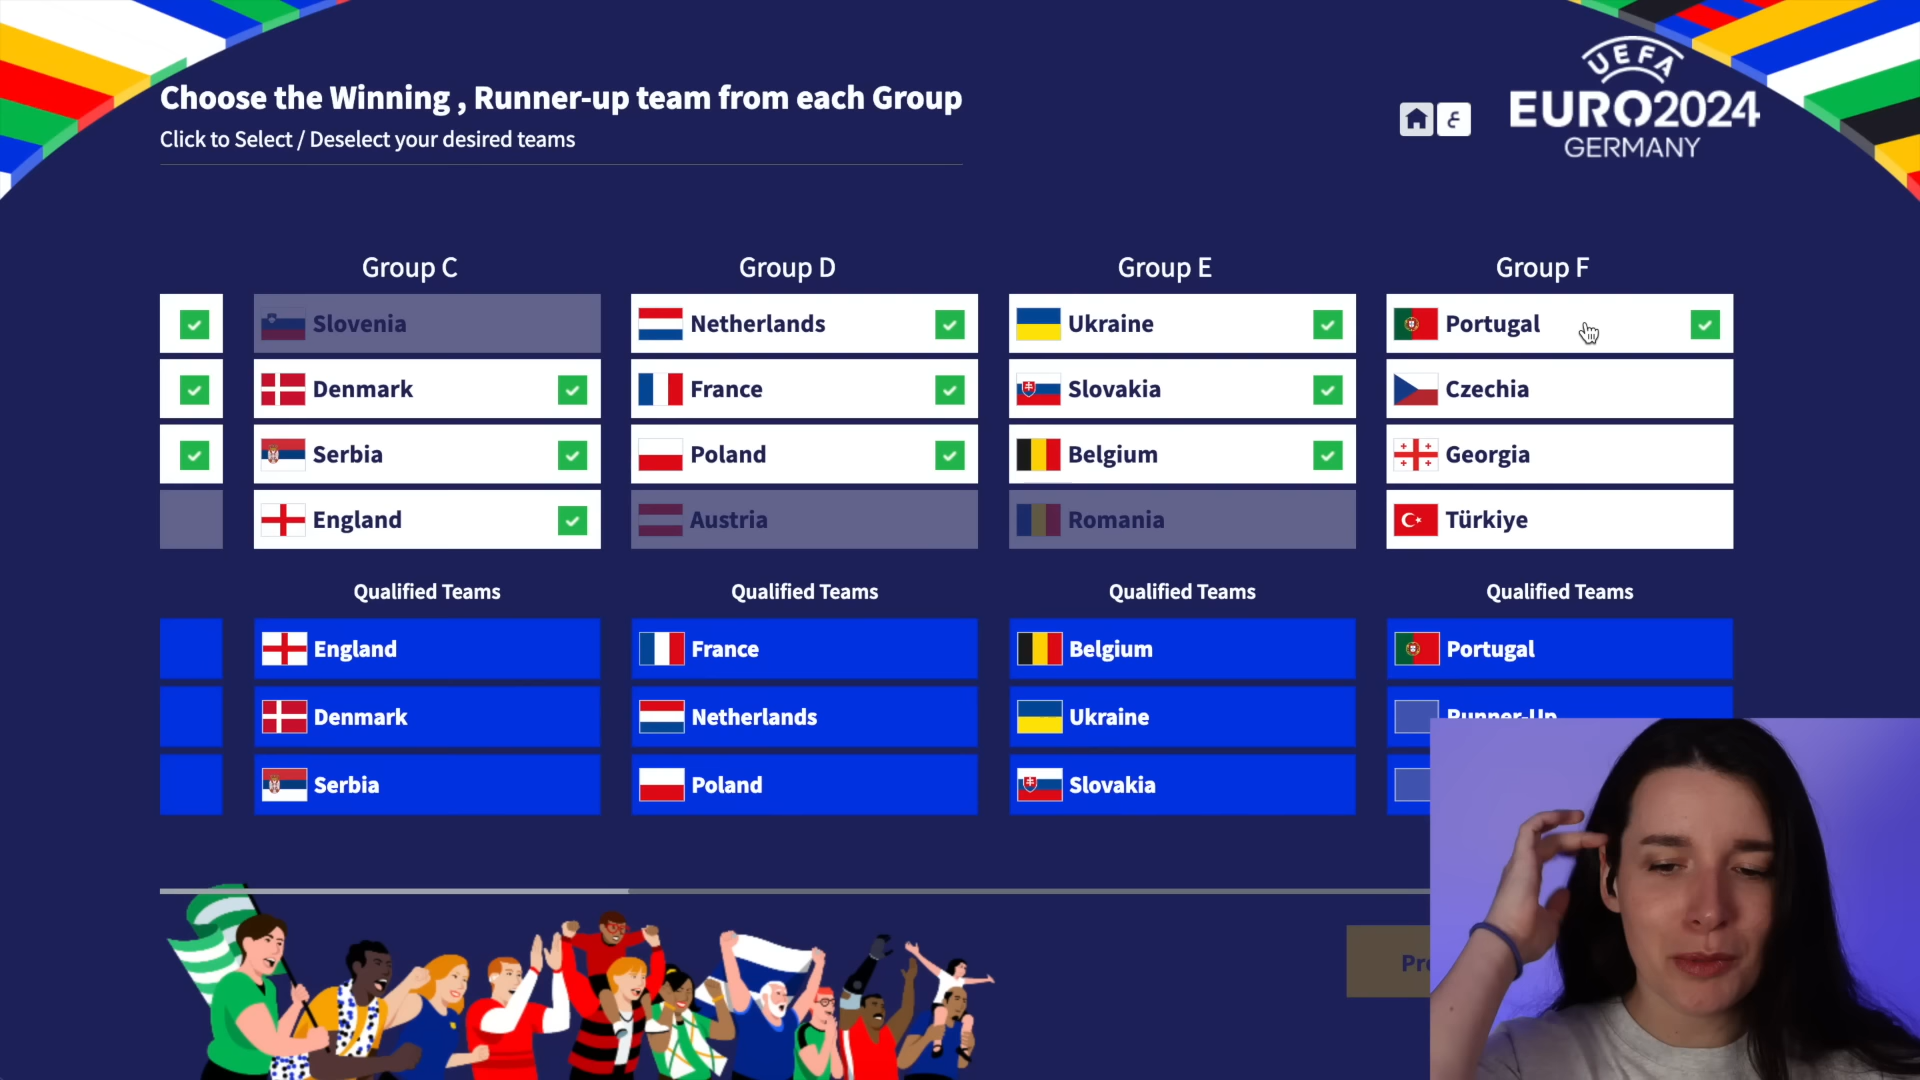 Choose the Winning , Runner-up team from each Group
Click to Select / Deselect your desired teams
ع
UEFA
EURO2024
GERMANY
Group C
Group D
Group E
Group F
Slovenia
Netherlands
Ukraine
Portugal
Denmark
France
Slovakia
Czechia
Serbia
Poland
Belgium
Georgia
England
Austria
Romania
Türkiye
Qualified Teams
Qualified Teams
Qualified Teams
Qualified Teams
England
France
Belgium
Portugal
Denmark
Netherlands
Ukraine
Runner-Up
Serbia
Poland
Slovakia